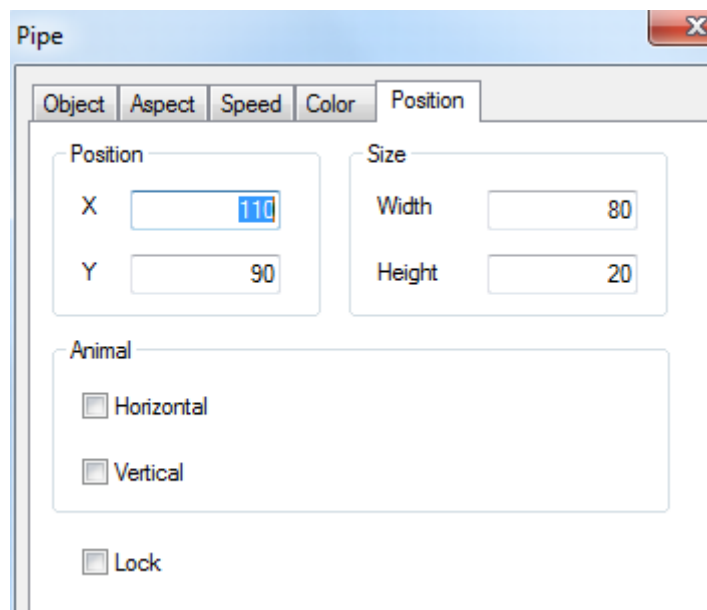 Pipe
Object Aspect Speed Color Position
Position
X 110
Y 90
Size
Width 80
Height 20
Animal
Horizontal
Vertical
Lock